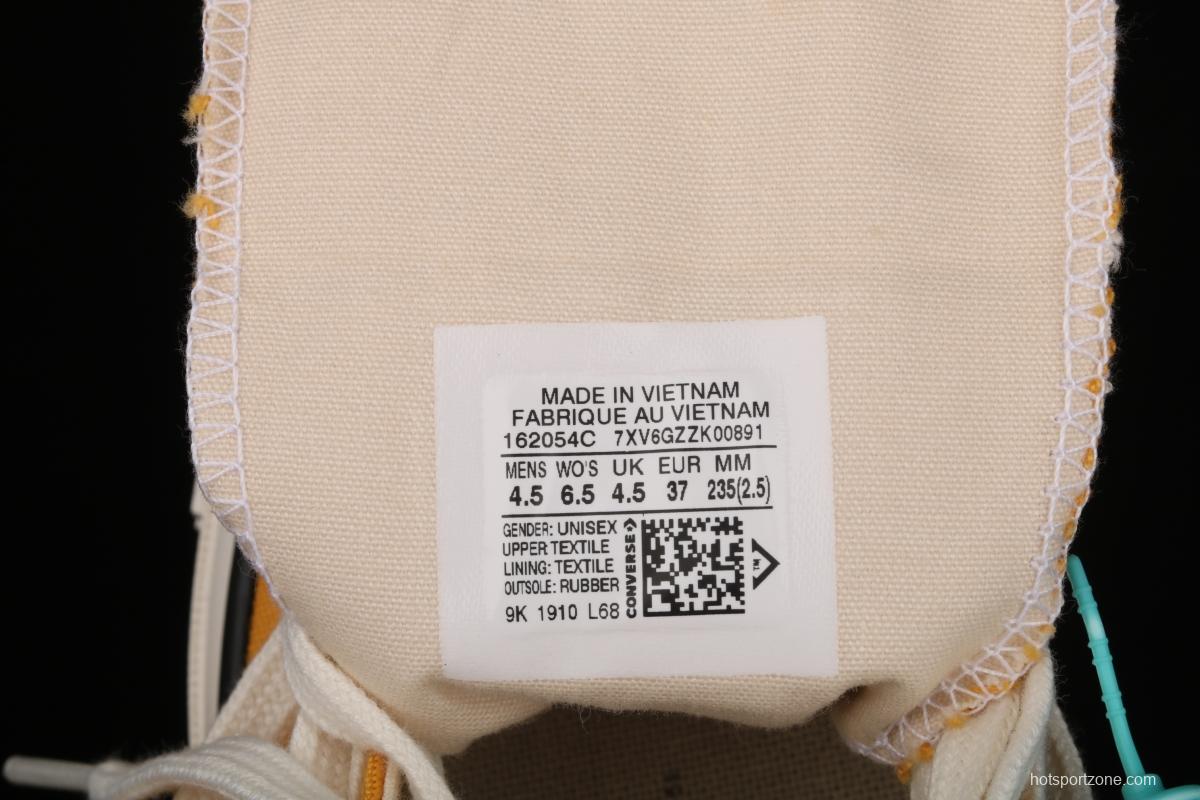 MADE IN VIETNAM
FABRIQUE AU VIETNAM
162054C 7XV6GZZK00891
MENS WO'S UK EUR MM
4.5 6.5 4.5 37 235(2.5)
GENDER: UNISEX
UPPER TEXTILE
LINING: TEXTILE
OUTSOLE: RUBBER
9K 1910 L68
CONVERSE
TM
hotsportzone.com